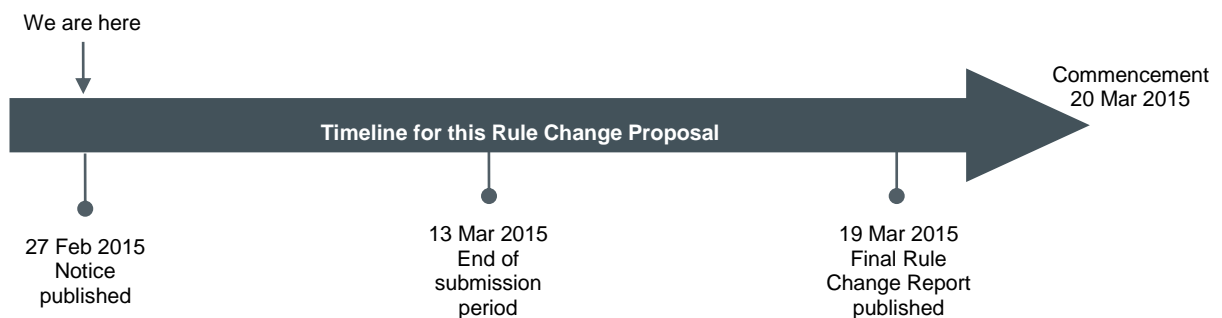 We are here
Commencement
20 Mar 2015
Timeline for this Rule Change Proposal
27 Feb 2015
Notice
published
13 Mar 2015
End of
submission
period
19 Mar 2015
Final Rule
Change Report
published